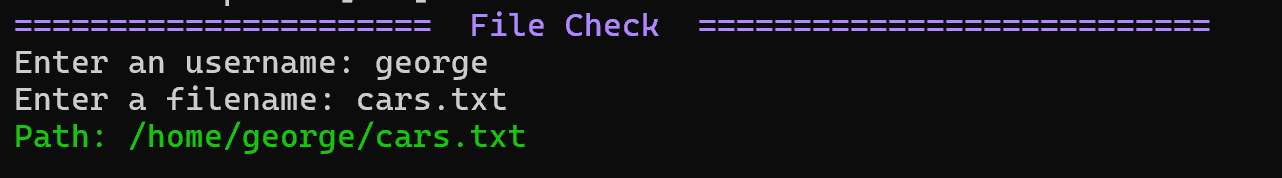 ====================== File Check ===========================
Enter an username: george
Enter a filename: cars.txt
Path: /home/george/cars.txt